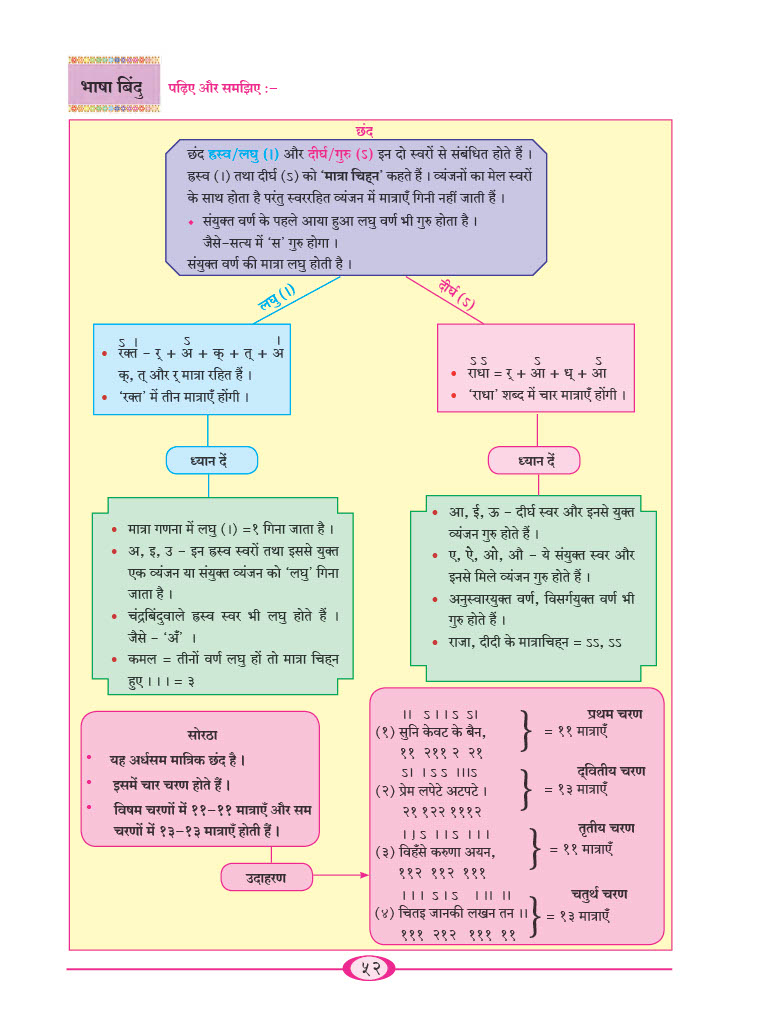 भाषा बिंदु
पढ़िए और समझिए :–
छंद
छंद ह्रस्व/लघु (।) और दीर्घ/गुरु (ऽ) इन दो स्वरों से संबंधित होते हैं ।
ह्रस्व (।) तथा दीर्घ (ऽ) को ‘मात्रा चिह्न’ कहते हैं । व्यंजनों का मेल स्वरों
के साथ होता है परंतु स्वररहित व्यंजन में मात्राएँ गिनी नहीं जाती हैं ।
संयुक्त वर्ण के पहले आया हुआ लघु वर्ण भी गुरु होता है ।
जैसे–सत्य में ‘स’ गुरु होगा ।
संयुक्त वर्ण की मात्रा लघु होती है ।
लघु (।)
दीर्घ (ऽ)
ऽ । ऽ ।
• रक्त – र् + अ + क् + त् + अ
क्, त् और र् मात्रा रहित हैं ।
• ‘रक्त’ में तीन मात्राएँ होंगी ।
ऽ ऽ ऽ ऽ
• राधा = र् + आ + ध् + आ
• ‘राधा’ शब्द में चार मात्राएँ होंगी ।
ध्यान दें
ध्यान दें
• मात्रा गणना में लघु (।) =१ गिना जाता है ।
• अ, इ, उ – इन ह्रस्व स्वरों तथा इससे युक्त
एक व्यंजन या संयुक्त व्यंजन को ‘लघु’ गिना
जाता है ।
• चंद्रबिंदुवाले ह्रस्व स्वर भी लघु होते हैं ।
जैसे – ‘अँ’ ।
• कमल = तीनों वर्ण लघु हों तो मात्रा चिह्न
हुए । । । = ३
• आ, ई, ऊ – दीर्घ स्वर और इनसे युक्त
व्यंजन गुरु होते हैं ।
• ए, ऐ, ओ, औ – ये संयुक्त स्वर और
इनसे मिले व्यंजन गुरु होते हैं ।
• अनुस्वारयुक्त वर्ण, विसर्गयुक्त वर्ण भी
गुरु होते हैं ।
• राजा, दीदी के मात्राचिह्न = ऽऽ, ऽऽ
सोरठा
• यह अर्धसम मात्रिक छंद है ।
• इसमें चार चरण होते हैं ।
• विषम चरणों में ११–११ मात्राएँ और सम
चरणों में १३–१३ मात्राएँ होती हैं ।
उदाहरण
।। ऽ ।। ऽ ऽ।
प्रथम चरण
(१) सुनि केवट के बैन,
= ११ मात्राएँ
११ २११ २ २१
ऽ। । ऽ ऽ ।।।ऽ
द्वितीय चरण
(२) प्रेम लपेटे अटपटे ।
= १३ मात्राएँ
२१ १२२ १११२
। । ऽ । । ऽ । । ।
तृतीय चरण
(३) विहँसे करुणा अयन,
= ११ मात्राएँ
११२ ११२ १११
। । । ऽ । ऽ । ।। ।।
चतुर्थ चरण
(४) चितइ जानकी लखन तन ।।
= १३ मात्राएँ
१११ २१२ १११ ११
५२